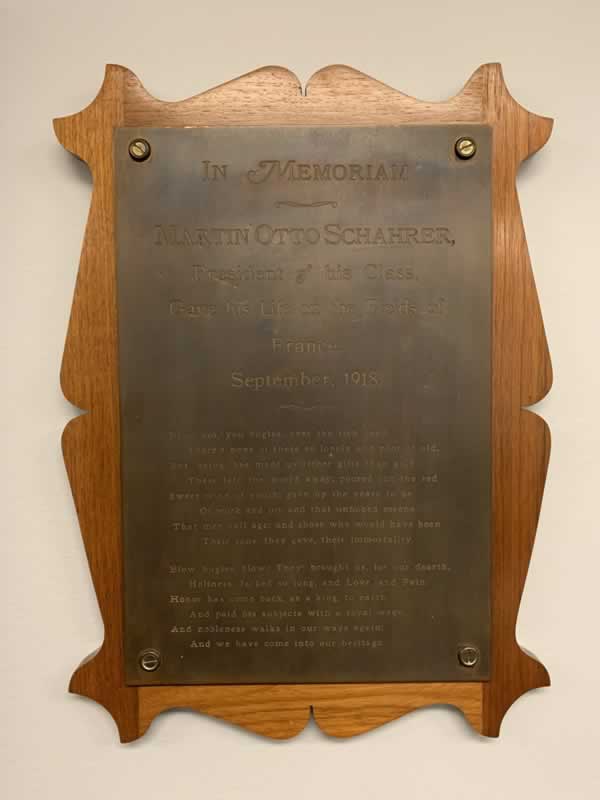 In Memoriam
Martin Otto Schahrer,
President of his Class,
Gave his Life on the Fields of
France.
September, 1918.
Blow out, you bugles, over the rich
There's none of these so lonely and poor of old,
But, dying, has made us rarer gifts than gold.
These laid the world away; poured out the red
Sweet wine of youth; gave up the years to be
Of work and joy, and that unhoped serene
That men call age; and those who would have been
Their sons, they gave, their immortality.
Blow, bugles, blow! They brought us, for our dearth,
Holiness, lacked so long, and Love, and Pain.
Honor has come back, as a king, to earth,
And paid his subjects with a royal wage;
And nobleness walks in our ways again;
And we have come into our heritage.